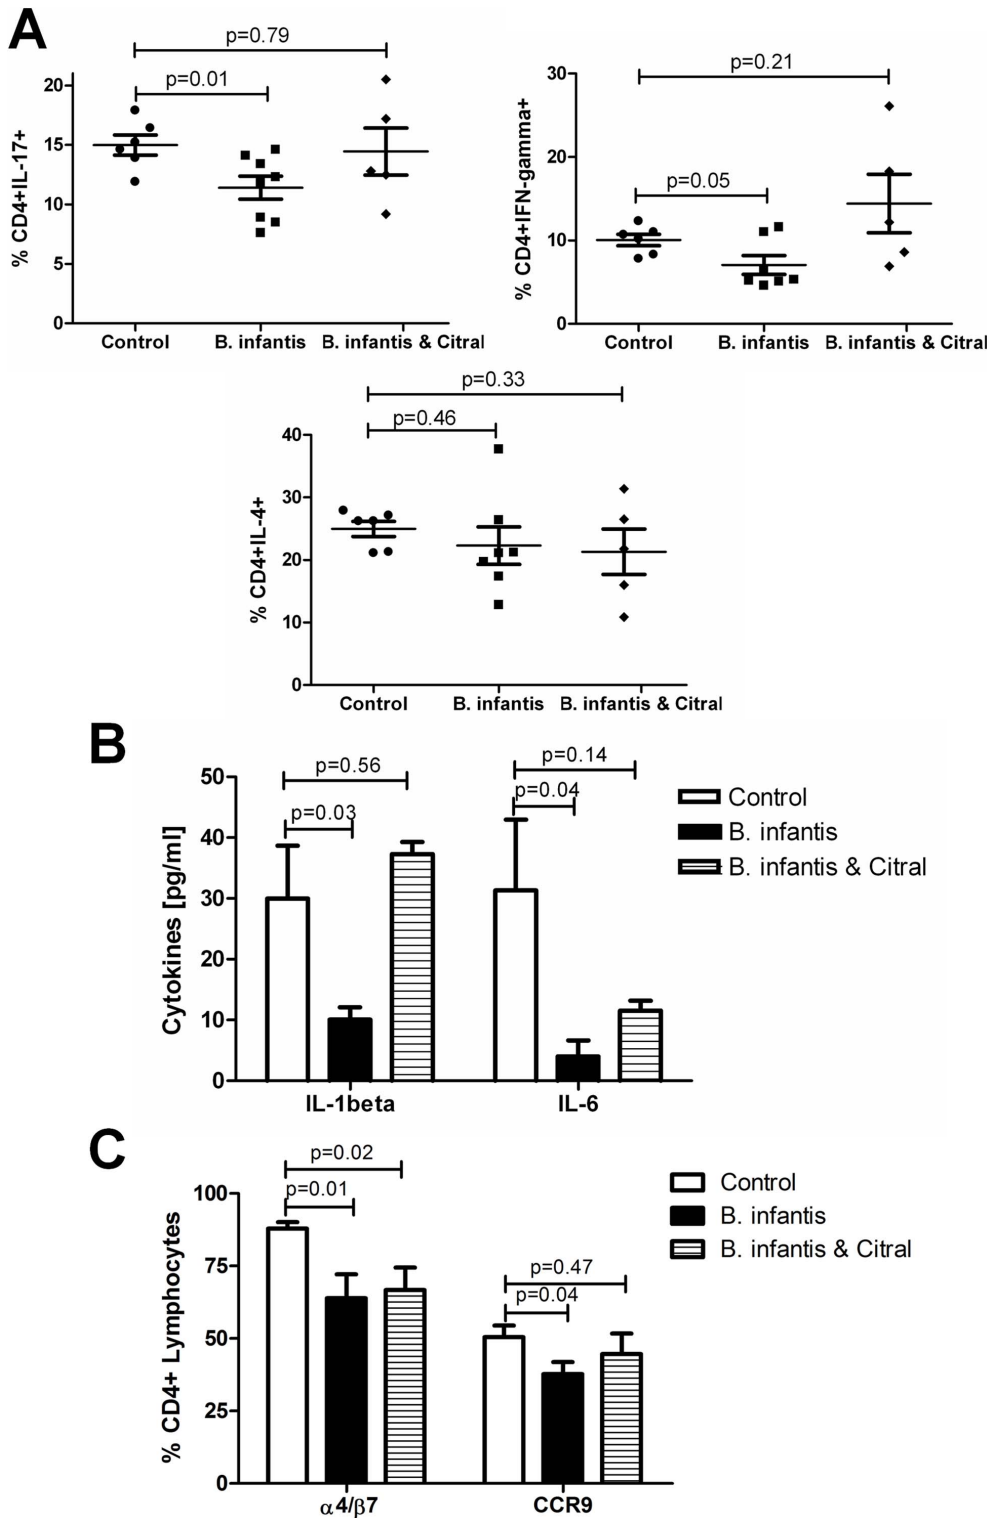 A
p=0.79
p=0.01
% CD4+IL-17+
20
15
10
5
0
Control
B. infantis
B. infantis & Citral
p=0.21
p=0.05
% CD4+IFN-gamma+
30
20
10
0
Control
B. infantis
B. infantis & Citral
p=0.33
p=0.46
% CD4+IL-4+
40
30
20
10
0
Control
B. infantis
B. infantis & Citral
B
p=0.56
p=0.03
p=0.14
p=0.04
Cytokines [pg/ml]
50
40
30
20
10
0
IL-1beta
IL-6
Control
B. infantis
B. infantis & Citral
C
p=0.02
p=0.01
p=0.47
p=0.04
% CD4+ Lymphocytes
100
75
50
25
0
α4/β7
CCR9
Control
B. infantis
B. infantis & Citral